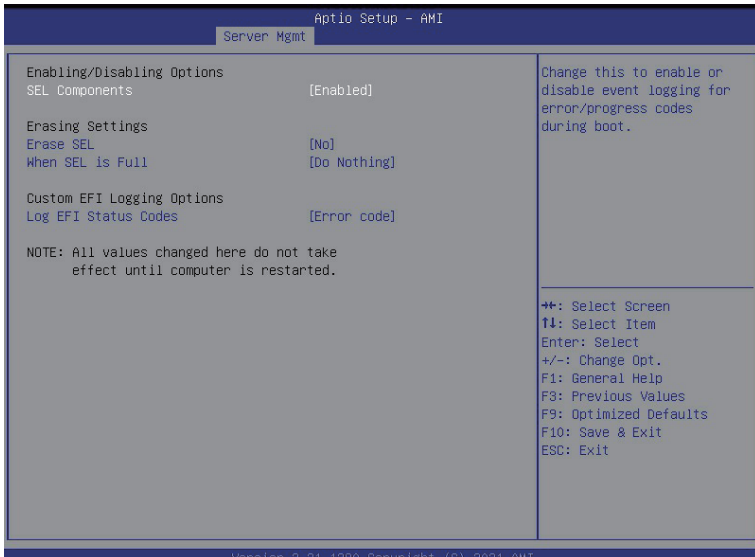 Aptio Setup – AMI
Server Mgmt
Enabling/Disabling Options
SEL Components [Enabled]
Erasing Settings
Erase SEL [No]
When SEL is Full [Do Nothing]
Custom EFI Logging Options
Log EFI Status Codes [Error code]
NOTE: All values changed here do not take
effect until computer is restarted.
Change this to enable or
disable event logging for
error/progress codes
during boot.
→←: Select Screen
↑↓: Select Item
Enter: Select
+/-: Change Opt.
F1: General Help
F3: Previous Values
F9: Optimized Defaults
F10: Save & Exit
ESC: Exit
Version Copyright (C) 2021 AMI